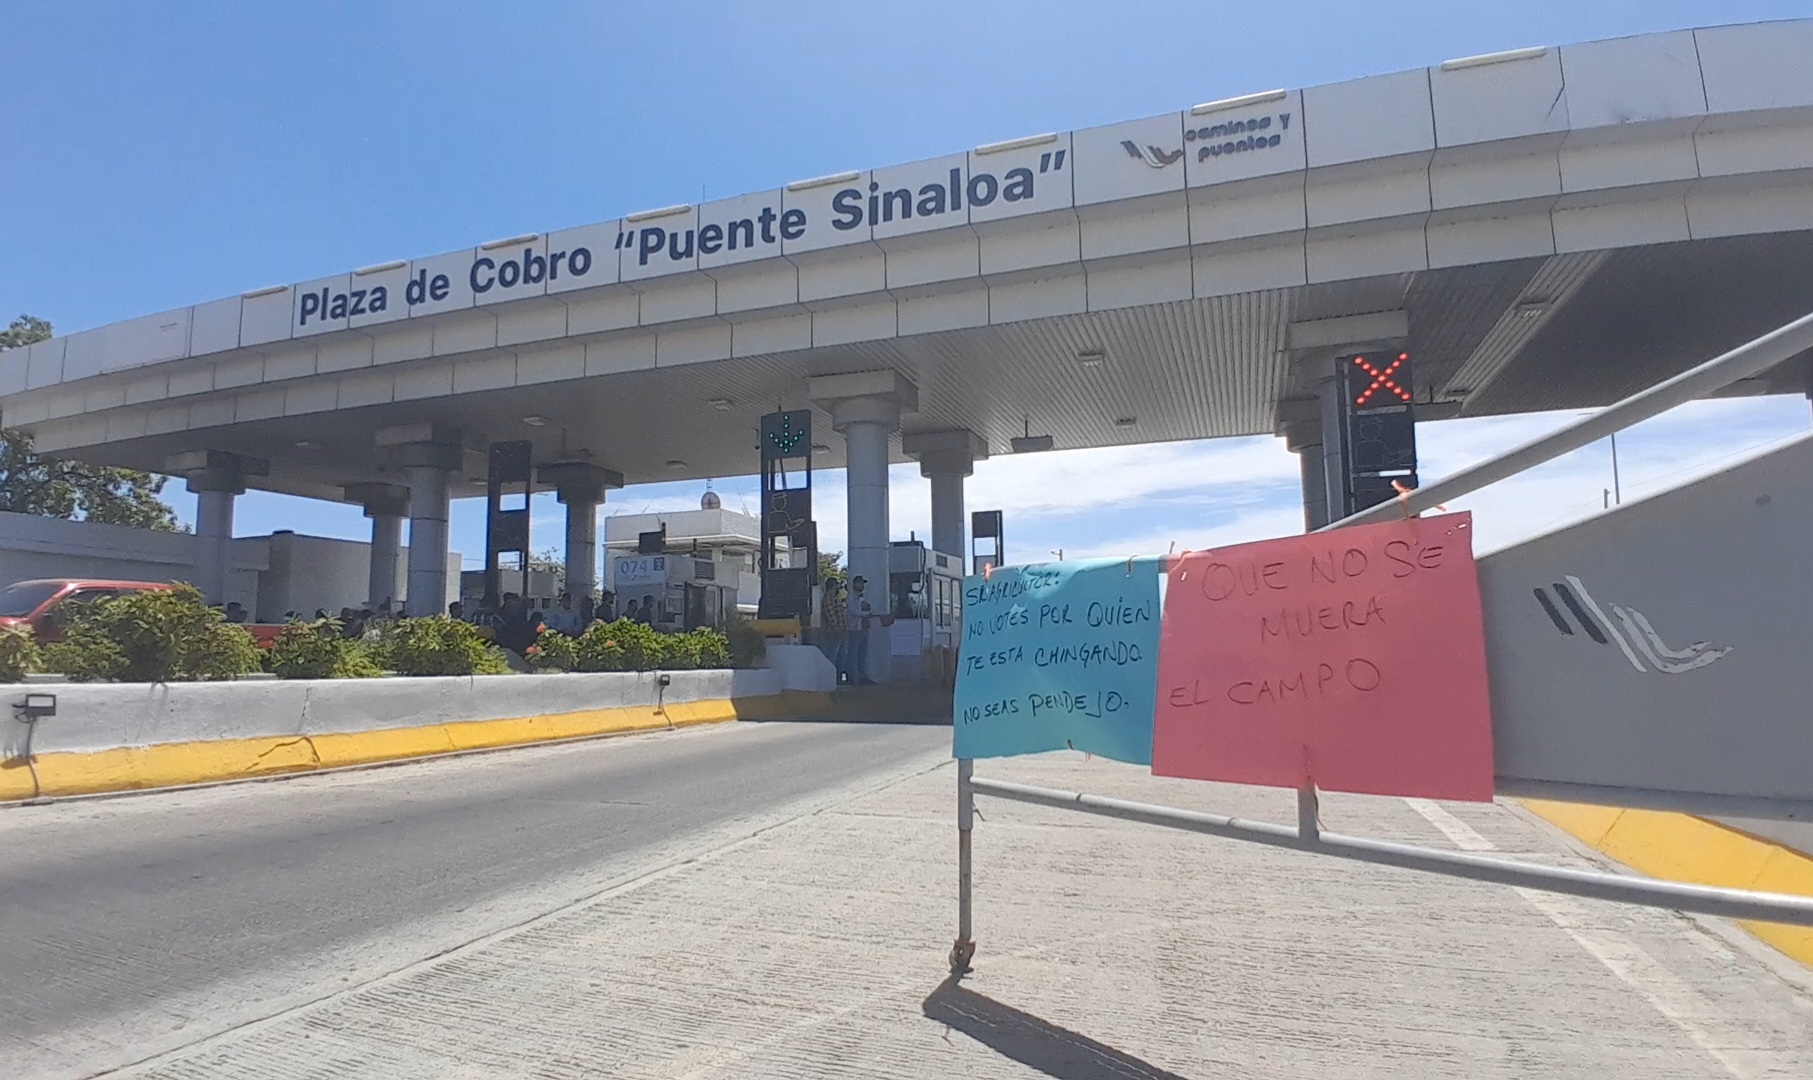 Plaza de Cobro "Puente Sinaloa"
caminos y
puentes
074
SR. AGRICULTOR:
NO VOTES POR QUIEN
TE ESTA CHINGANDO.
NO SEAS PENDEJO.
QUE NO SE
MUERA
EL CAMPO